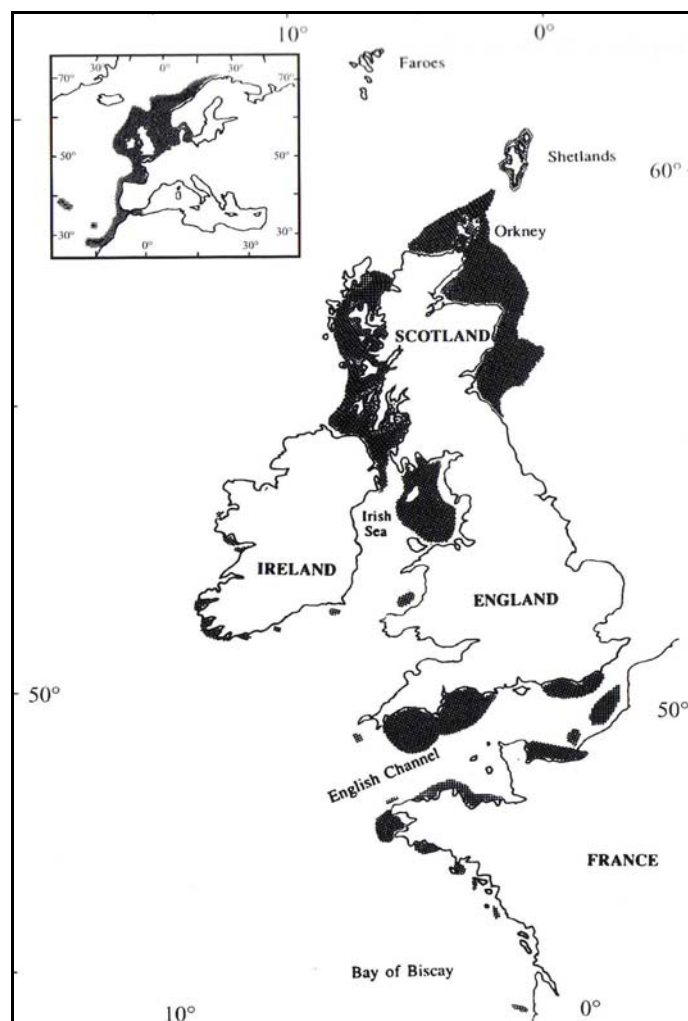 10°
0°
Faroes
30°
0°
30°
70°
70°
50°
50°
30°
30°
0°
30°
Shetlands
60°
Orkney
SCOTLAND
Irish
Sea
IRELAND
ENGLAND
50°
50°
English Channel
FRANCE
Bay of Biscay
10°
0°